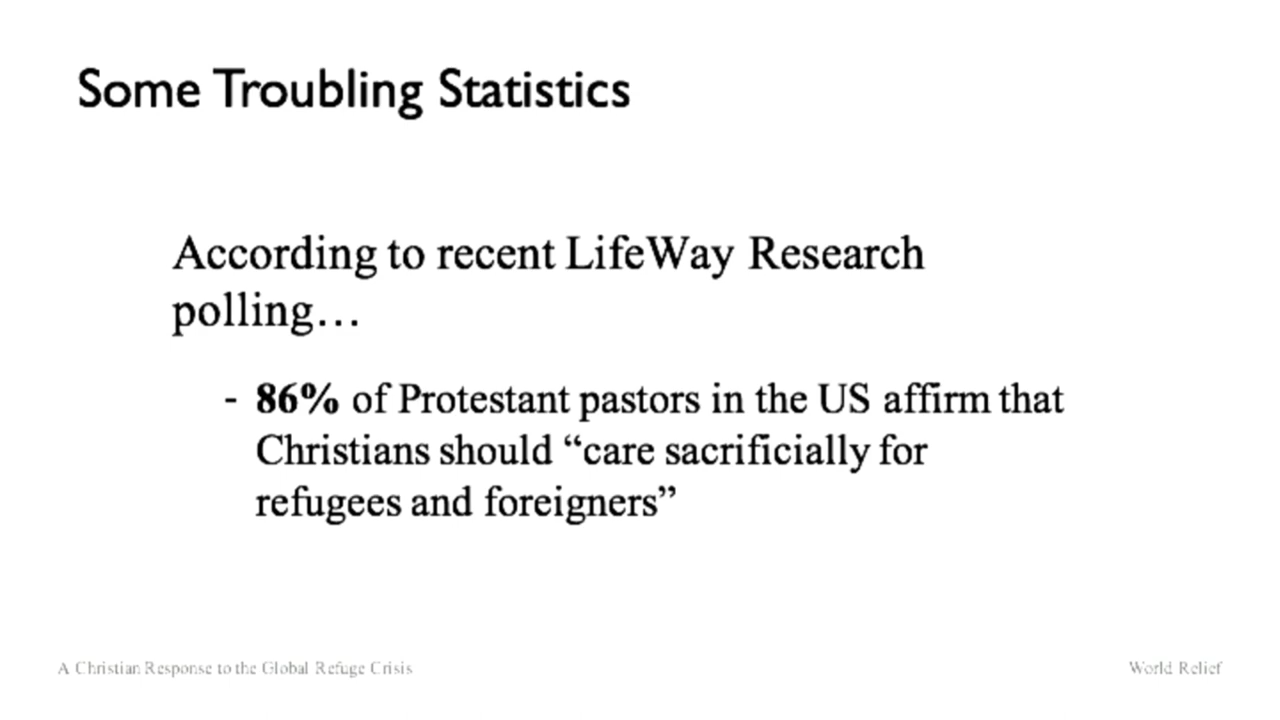 Some Troubling Statistics
According to recent LifeWay Research
polling…
- 86% of Protestant pastors in the US affirm that
Christians should “care sacrificially for
refugees and foreigners”
A Christian Response to the Global Refuge Crisis
World Relief